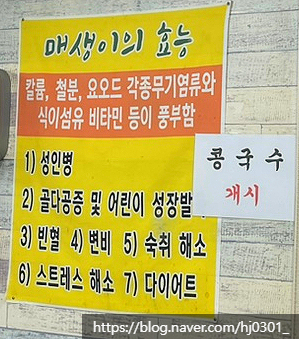 매생이의 효능
칼륨, 철분, 요오드 각종무기염류와
식이섬유 비타민 등이 풍부함
1) 성인병
2) 골다공증 및 어린이 성장발
3) 빈혈 4) 변비 5) 숙취 해소
6) 스트레스 해소 7) 다이어트
콩국수
개시
https://blog.naver.com/hj0301_